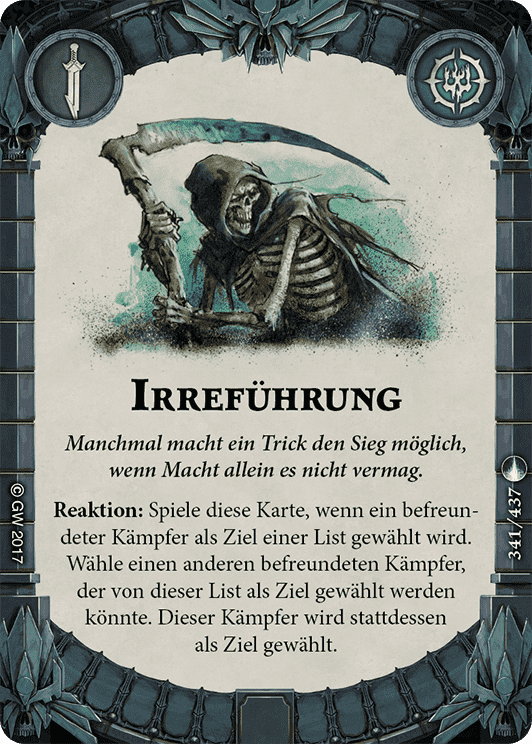 Irreführung
Manchmal macht ein Trick den Sieg möglich,
wenn Macht allein es nicht vermag.
Reaktion: Spiele diese Karte, wenn ein befreun-
deter Kämpfer als Ziel einer List gewählt wird.
Wähle einen anderen befreundeten Kämpfer,
der von dieser List als Ziel gewählt werden
könnte. Dieser Kämpfer wird stattdessen
als Ziel gewählt.
© GW 2017
341/437